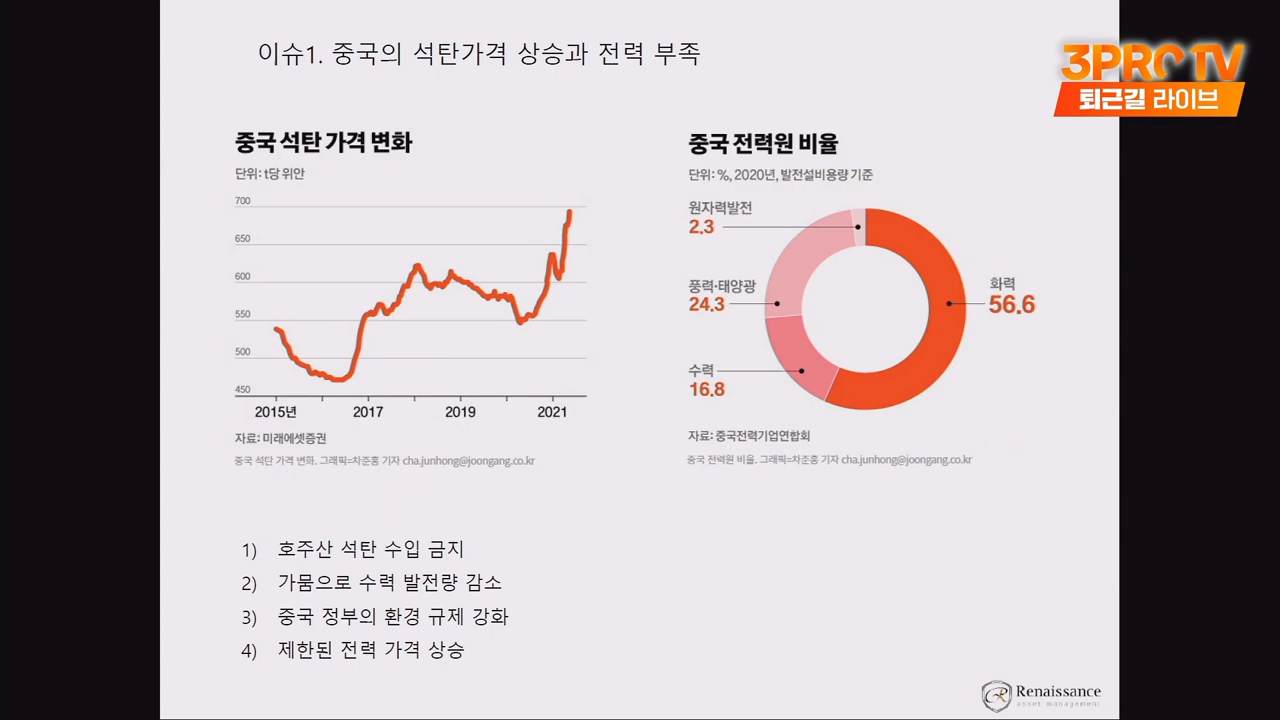 이슈1. 중국의 석탄가격 상승과 전력 부족
3PROTV
퇴근길 라이브
중국 석탄 가격 변화
단위: t당 위안
700
650
600
550
500
450
2015년 2017 2019 2021
자료: 미래에셋증권
중국 석탄 가격 변화. 그래픽=차준홍 기자 cha.junhong@joongang.co.kr
중국 전력원 비율
단위: %, 2020년, 발전설비용량 기준
원자력발전
2.3
풍력·태양광
24.3
수력
16.8
화력
56.6
자료: 중국전력기업연합회
중국 전력원 비율. 그래픽=차준홍 기자 cha.junhong@joongang.co.kr
1) 호주산 석탄 수입 금지
2) 가뭄으로 수력 발전량 감소
3) 중국 정부의 환경 규제 강화
4) 제한된 전력 가격 상승
Renaissance
asset management